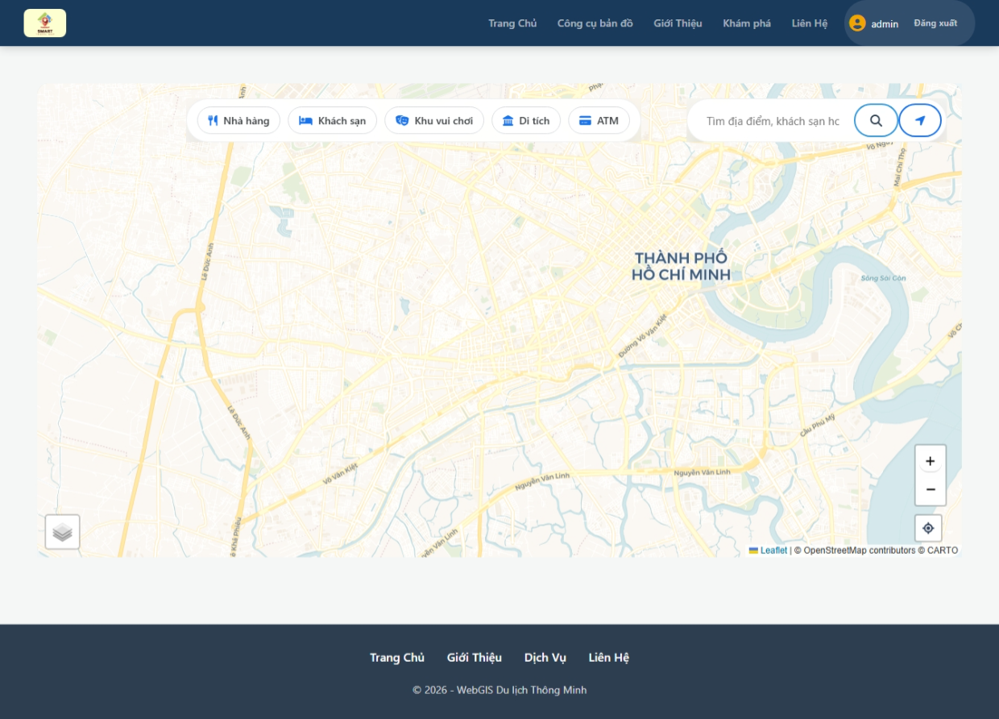 SMART
Trang Chủ
Công cụ bản đồ
Giới Thiệu
Khám phá
Liên Hệ
admin
Đăng xuất
Nhà hàng
Khách sạn
Khu vui chơi
Di tích
ATM
Tìm địa điểm, khách sạn hc
Mai Chí Thọ
Lê Đức Anh
THÀNH PHỐ
HỒ CHÍ MINH
Sông Sài Gòn
Đường Võ Văn Kiệt
Lê Đức Anh
Cầu Phú Mỹ
Võ Văn Kiệt
Nguyễn Văn Linh
Nguyễn Văn Linh
+
−
Leaflet | © OpenStreetMap contributors © CARTO
Trang Chủ
Giới Thiệu
Dịch Vụ
Liên Hệ
© 2026 - WebGIS Du lịch Thông Minh